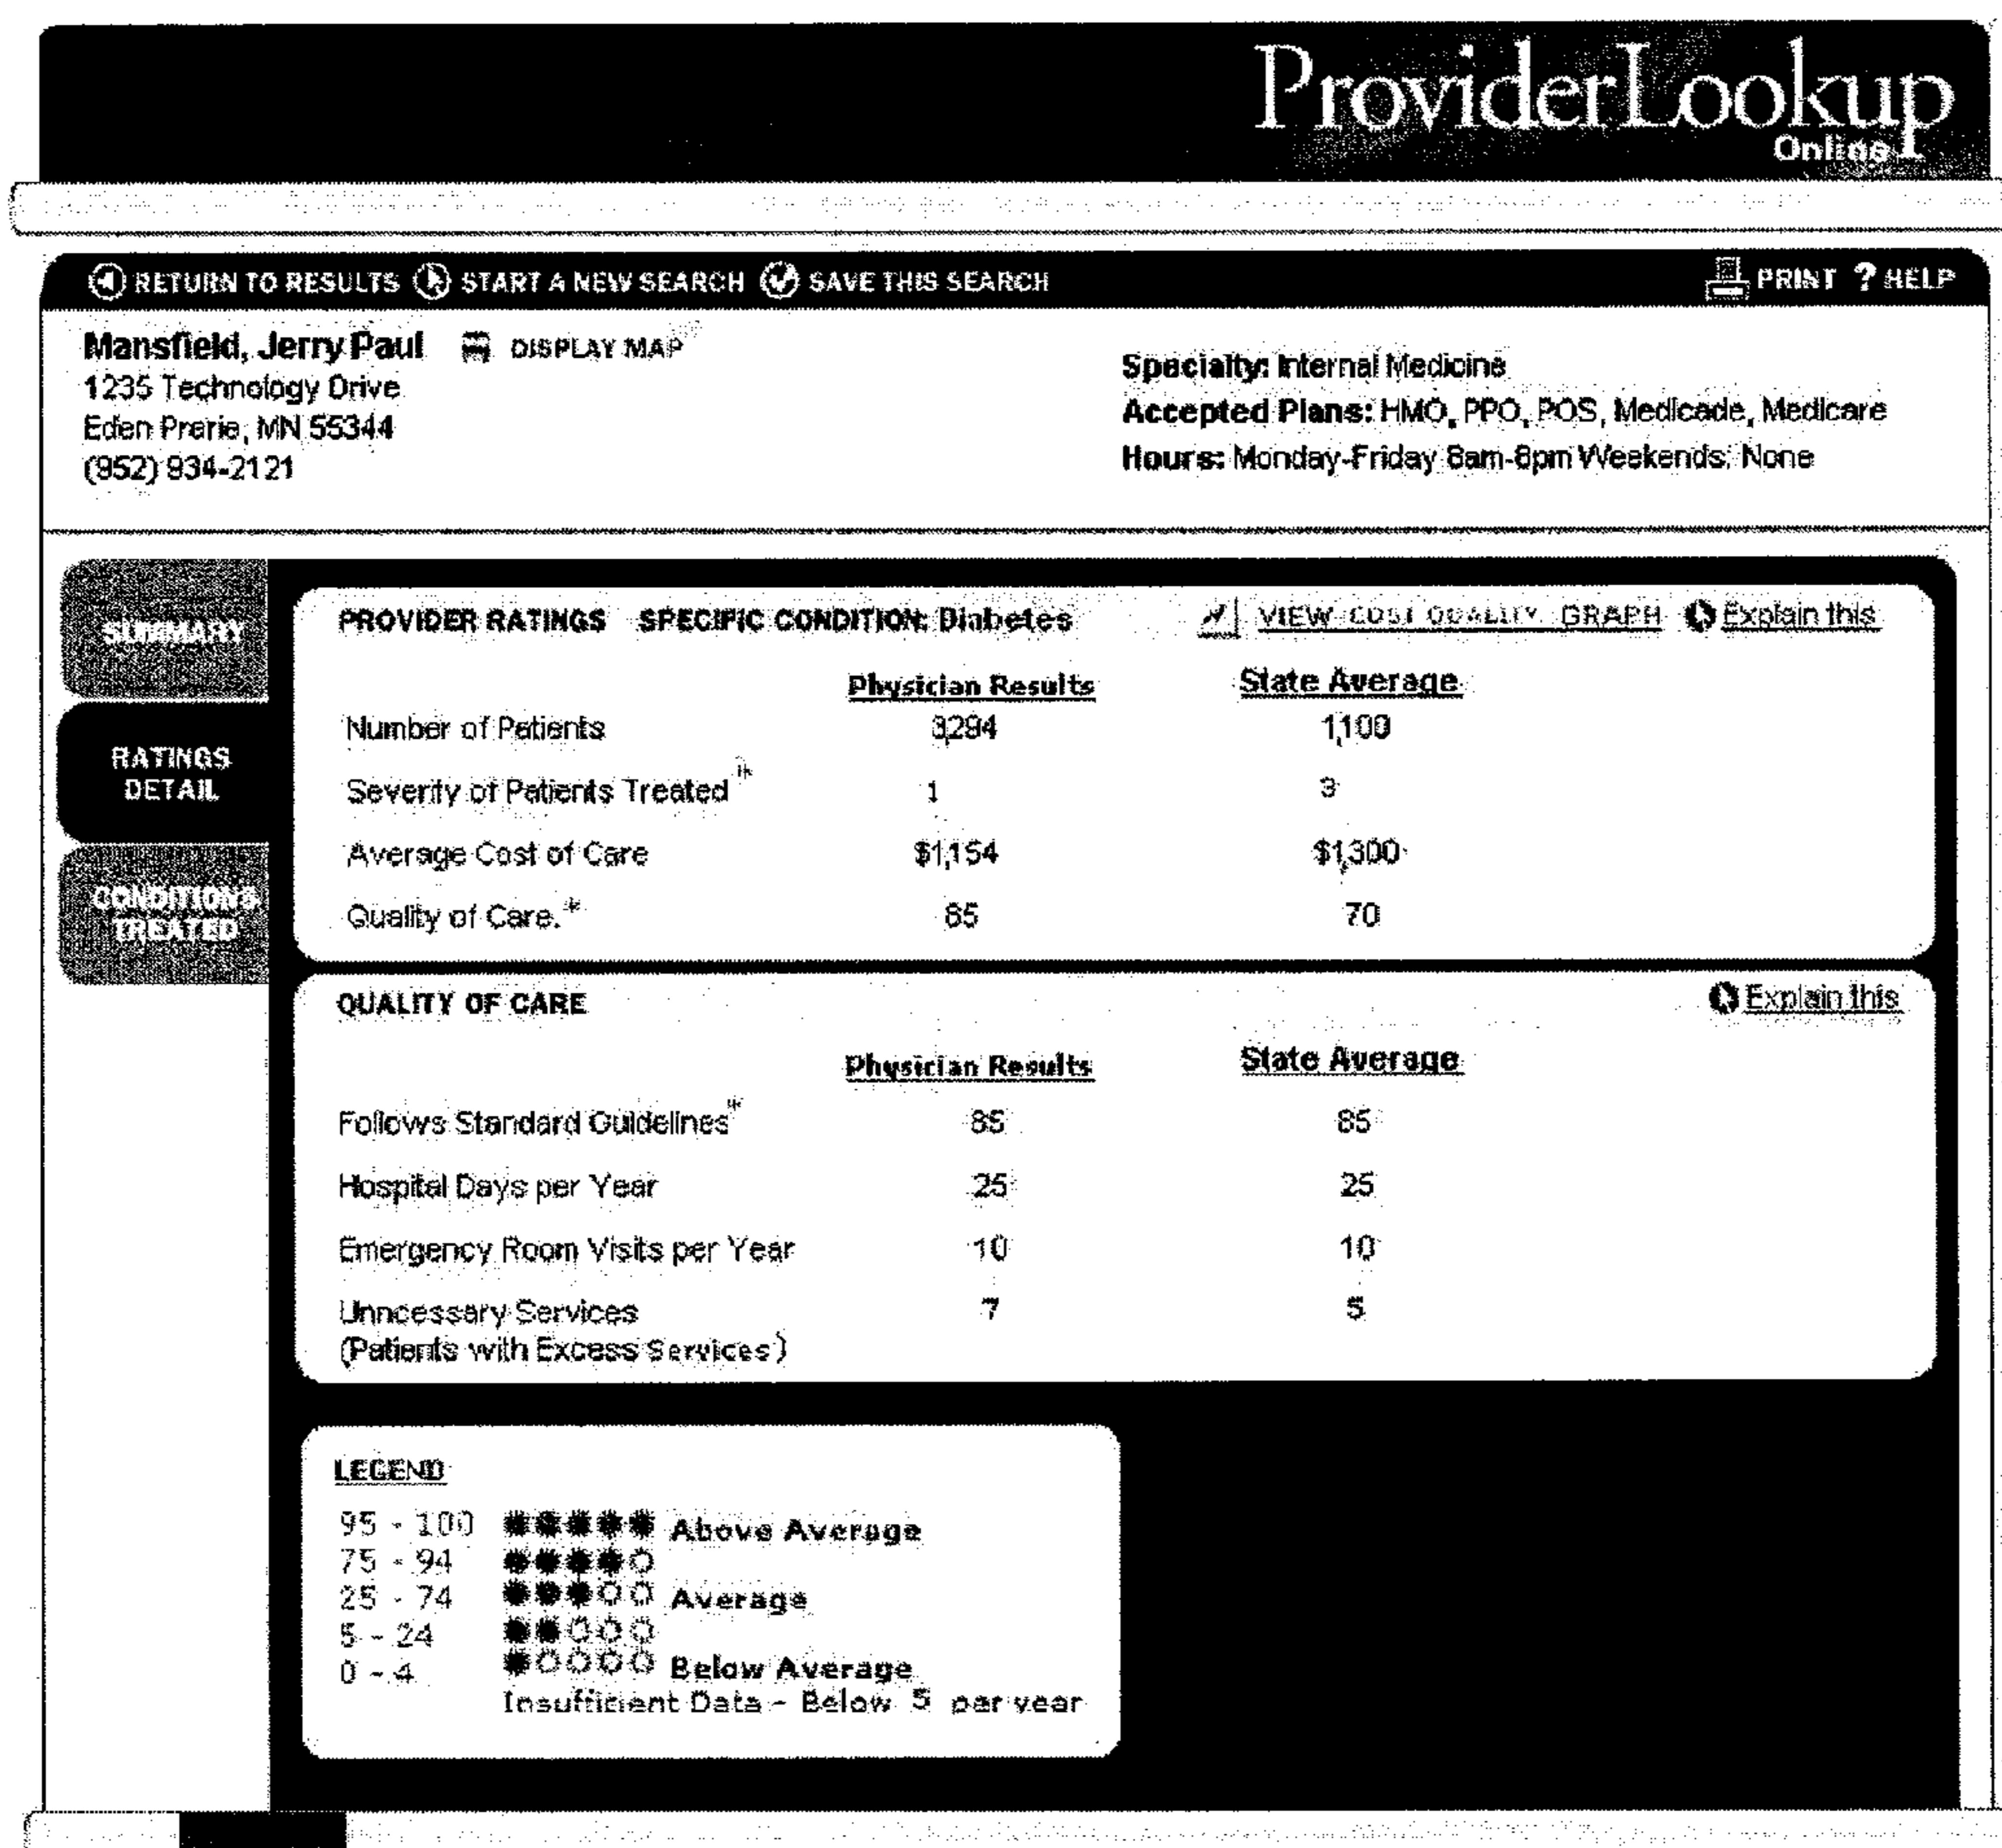 ProviderLookup
Online
RETURN TO RESULTS START A NEW SEARCH SAVE THIS SEARCH PRINT ? HELP
Mansfield, Jerry Paul DISPLAY MAP
1235 Technology Drive
Eden Prarie, MN 55344
(952) 934-2121
Specialty: Internal Medicine
Accepted Plans: HMO, PPO, POS, Medicade, Medicare
Hours: Monday-Friday 8am-8pm Weekends: None
SUMMARY
RATINGS
DETAIL
CONDITIONS
TREATED
PROVIDER RATINGS SPECIFIC CONDITION: Diabetes VIEW COST QUALITY GRAPH Explain this
Physician Results State Average
Number of Patients 3,294 1,100
Severity of Patients Treated* 1 3
Average Cost of Care $1,154 $1,300
Quality of Care.* 85 70
QUALITY OF CARE Explain this
Physician Results State Average
Follows Standard Guidelines* 85 85
Hospital Days per Year 25 25
Emergency Room Visits per Year 10 10
Unncessary Services 7 5
(Patients with Excess Services)
LEGEND
95 - 100 Above Average
75 - 94
25 - 74 Average
5 - 24
0 - 4 Below Average
Insufficient Data - Below 5 per year